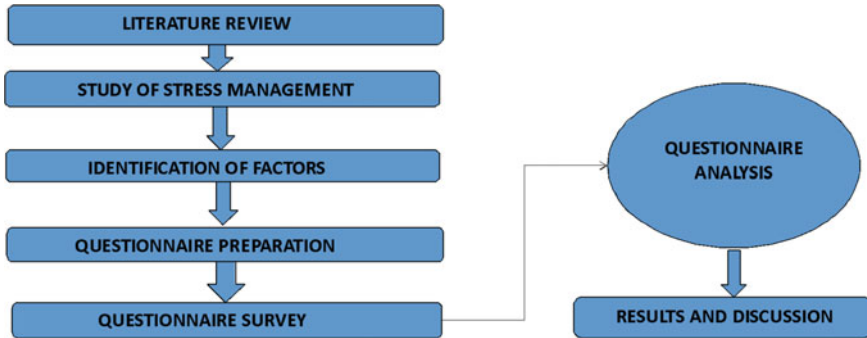 LITERATURE REVIEW
STUDY OF STRESS MANAGEMENT
IDENTIFICATION OF FACTORS
QUESTIONNAIRE PREPARATION
QUESTIONNAIRE SURVEY
QUESTIONNAIRE
ANALYSIS
RESULTS AND DISCUSSION